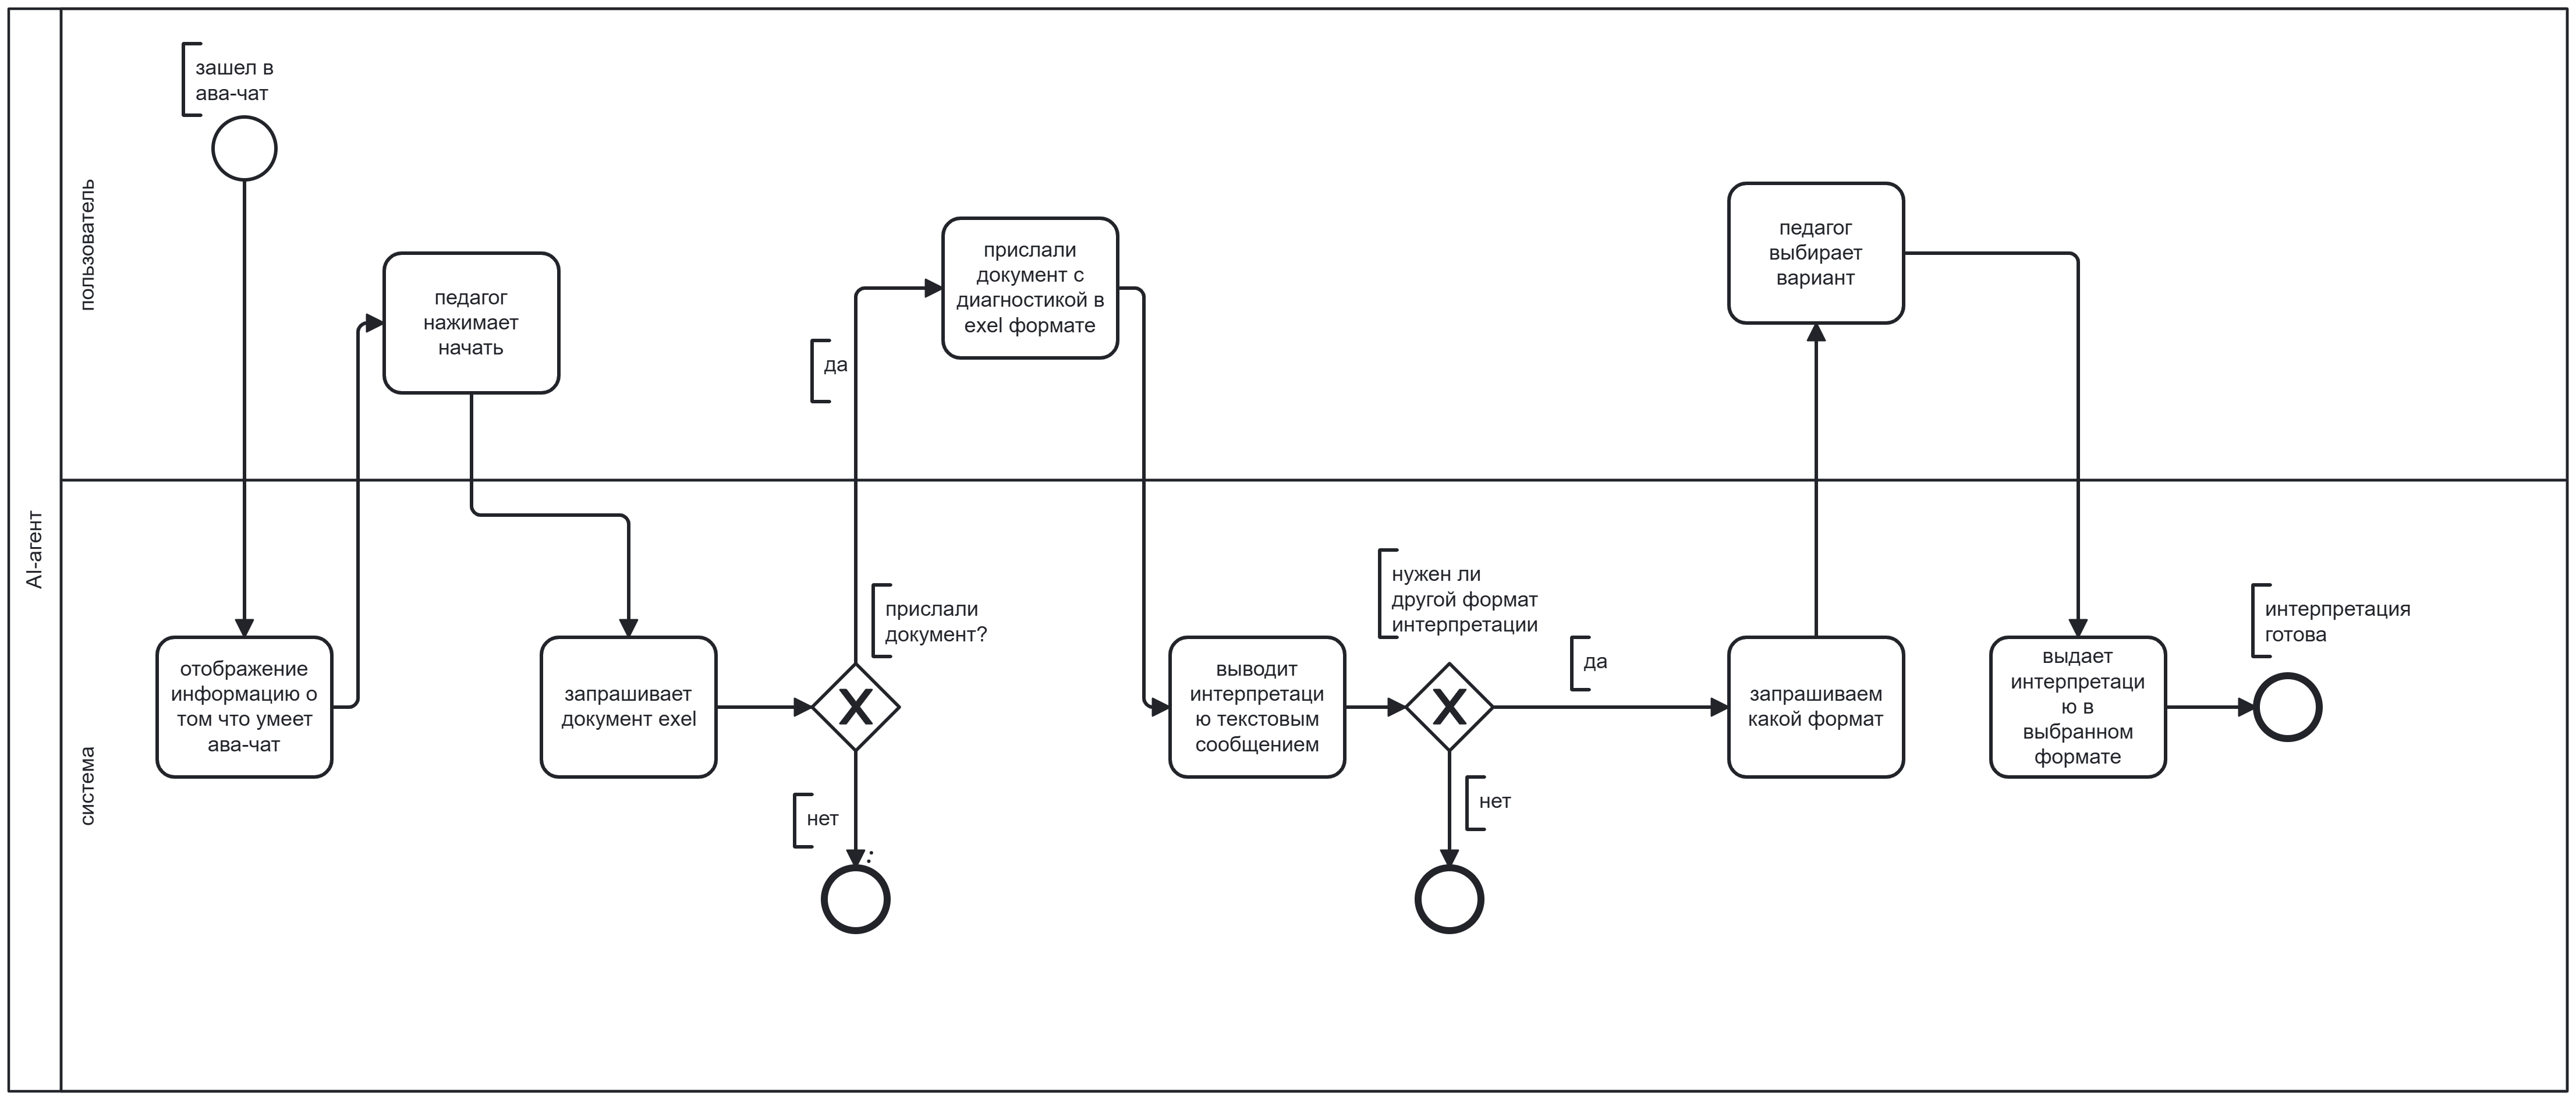 AI-агент
пользователь
зашел в
ава-чат
педагог
нажимает
начать
да
прислали
документ с
диагностикой в
exel формате
педагог
выбирает
вариант
система
отображение
информацию о
том что умеет
ава-чат
запрашивает
документ exel
прислали
документ?
нет
:
выводит
интерпретаци
ю текстовым
сообщением
нужен ли
другой формат
интерпретации
да
нет
запрашиваем
какой формат
выдает
интерпретаци
ю в
выбранном
формате
интерпретация
готова